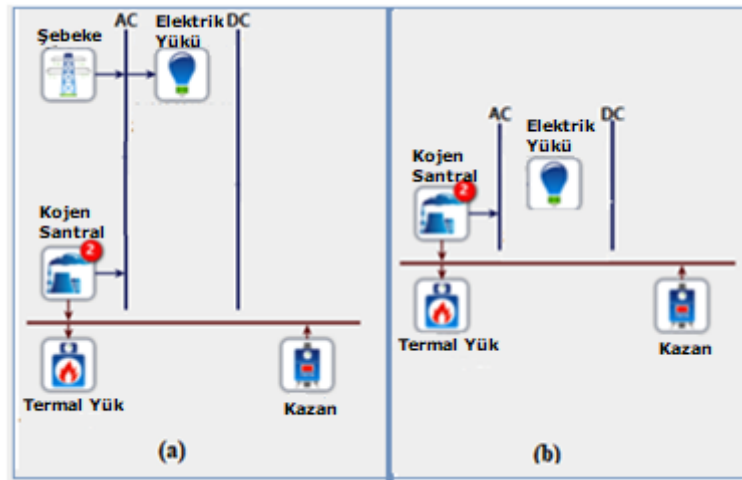 AC
Elektrik DC
Yükü
Şebeke
Kojen
Santral
2
Termal Yük
Kazan
(a)
AC
Elektrik
Yükü
DC
Kojen
Santral
2
Termal Yük
Kazan
(b)